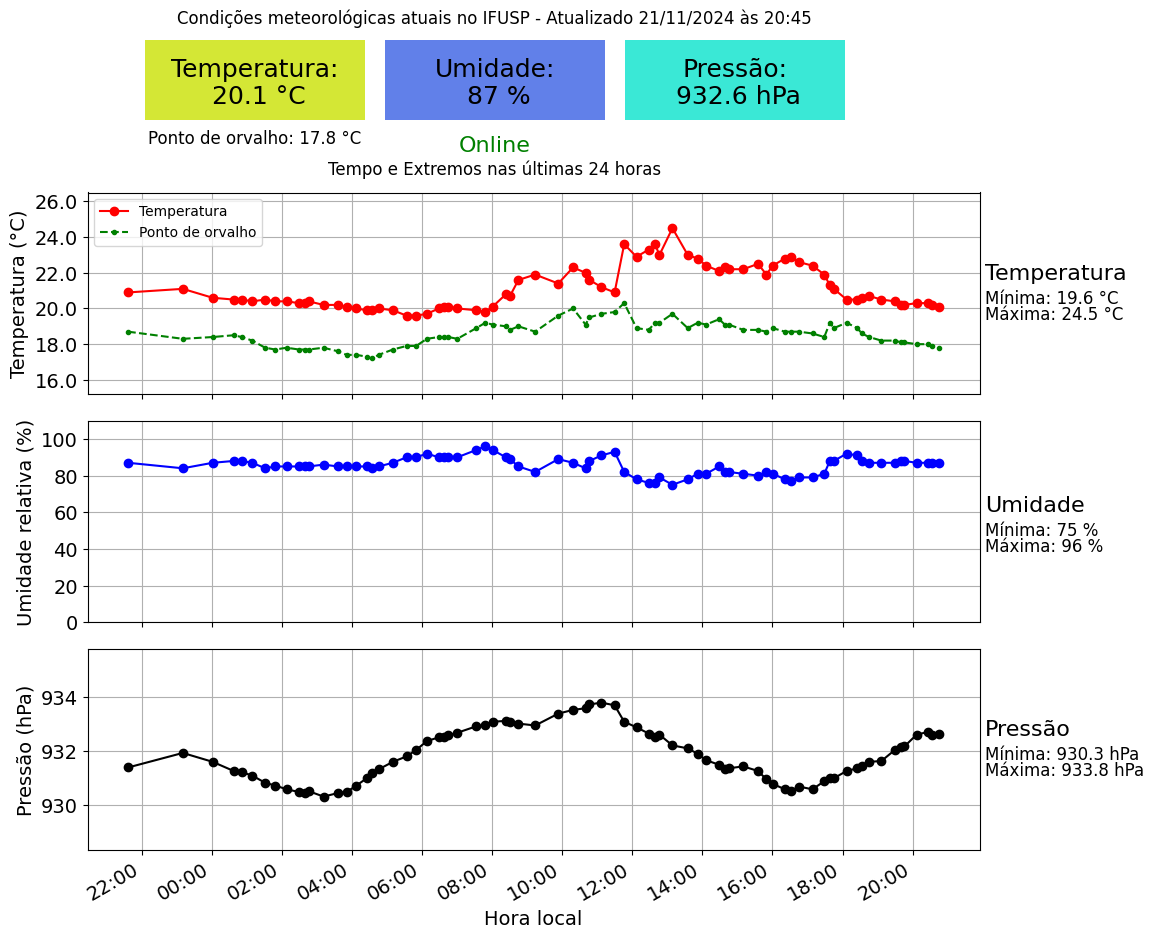 Condições meteorológicas atuais no IFUSP - Atualizado 21/11/2024 às 20:45
Temperatura:
20.1 °C
Umidade:
87 %
Pressão:
932.6 hPa
Ponto de orvalho: 17.8 °C
Online
Tempo e Extremos nas últimas 24 horas
Temperatura (°C)
26.0
24.0
22.0
20.0
18.0
16.0
Temperatura
Ponto de orvalho
Temperatura
Mínima: 19.6 °C
Máxima: 24.5 °C
Umidade relativa (%)
100
80
60
40
20
0
Umidade
Mínima: 75 %
Máxima: 96 %
Pressão (hPa)
934
932
930
Pressão
Mínima: 930.3 hPa
Máxima: 933.8 hPa
22:00 00:00 02:00 04:00 06:00 08:00 10:00 12:00 14:00 16:00 18:00 20:00
Hora local